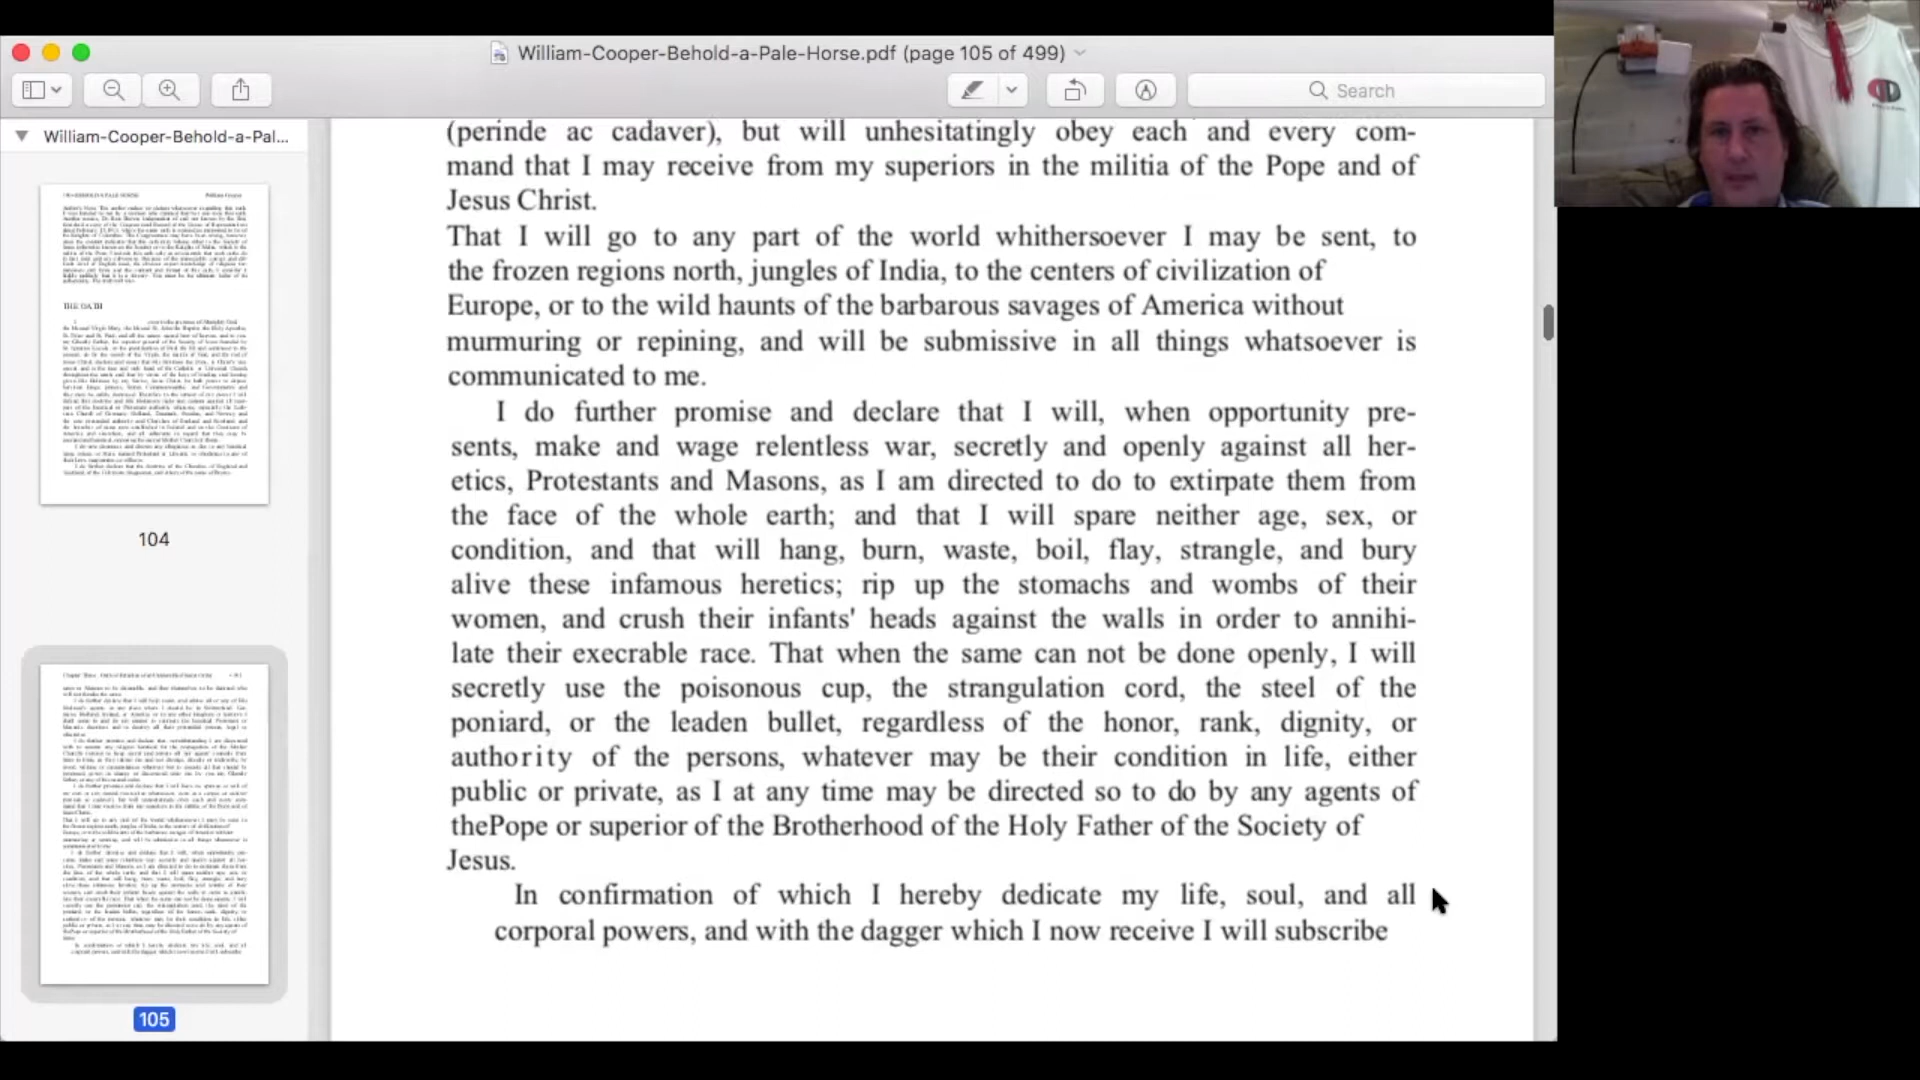 William-Cooper-Behold-a-Pale-Horse.pdf (page 105 of 499)
Search
William-Cooper-Behold-a-Pal...
THE OATH
104
105
(perinde ac cadaver), but will unhesitatingly obey each and every com-
mand that I may receive from my superiors in the militia of the Pope and of
Jesus Christ.
That I will go to any part of the world whithersoever I may be sent, to
the frozen regions north, jungles of India, to the centers of civilization of
Europe, or to the wild haunts of the barbarous savages of America without
murmuring or repining, and will be submissive in all things whatsoever is
communicated to me.
I do further promise and declare that I will, when opportunity pre-
sents, make and wage relentless war, secretly and openly against all her-
etics, Protestants and Masons, as I am directed to do to extirpate them from
the face of the whole earth; and that I will spare neither age, sex, or
condition, and that will hang, burn, waste, boil, flay, strangle, and bury
alive these infamous heretics; rip up the stomachs and wombs of their
women, and crush their infants' heads against the walls in order to annihi-
late their execrable race. That when the same can not be done openly, I will
secretly use the poisonous cup, the strangulation cord, the steel of the
poniard, or the leaden bullet, regardless of the honor, rank, dignity, or
authority of the persons, whatever may be their condition in life, either
public or private, as I at any time may be directed so to do by any agents of
thePope or superior of the Brotherhood of the Holy Father of the Society of
Jesus.
In confirmation of which I hereby dedicate my life, soul, and all
corporal powers, and with the dagger which I now receive I will subscribe